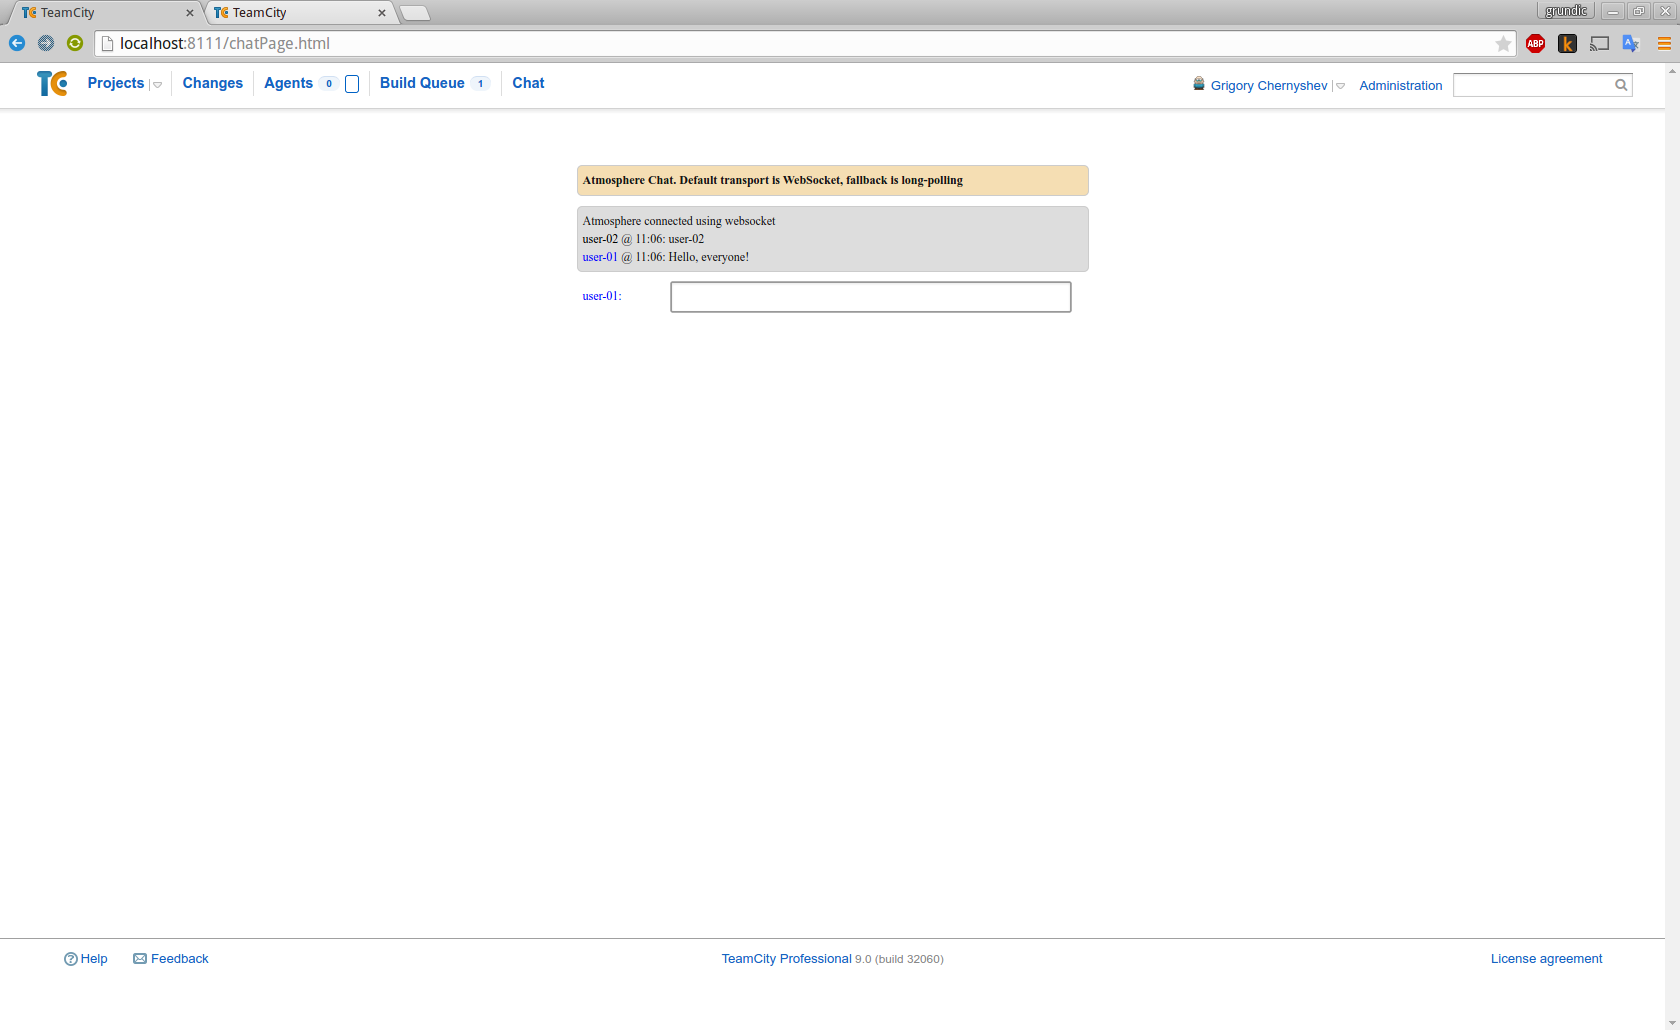 TeamCity
TeamCity
grundic
localhost:8111/chatPage.html
ABP
k
A
TC
Projects
Changes
Agents 0
Build Queue 1
Chat
Grigory Chernyshev
Administration
Atmosphere Chat. Default transport is WebSocket, fallback is long-polling
Atmosphere connected using websocket
user-02 @ 11:06: user-02
user-01 @ 11:06: Hello, everyone!
user-01:
? Help
Feedback
TeamCity Professional 9.0 (build 32060)
License agreement